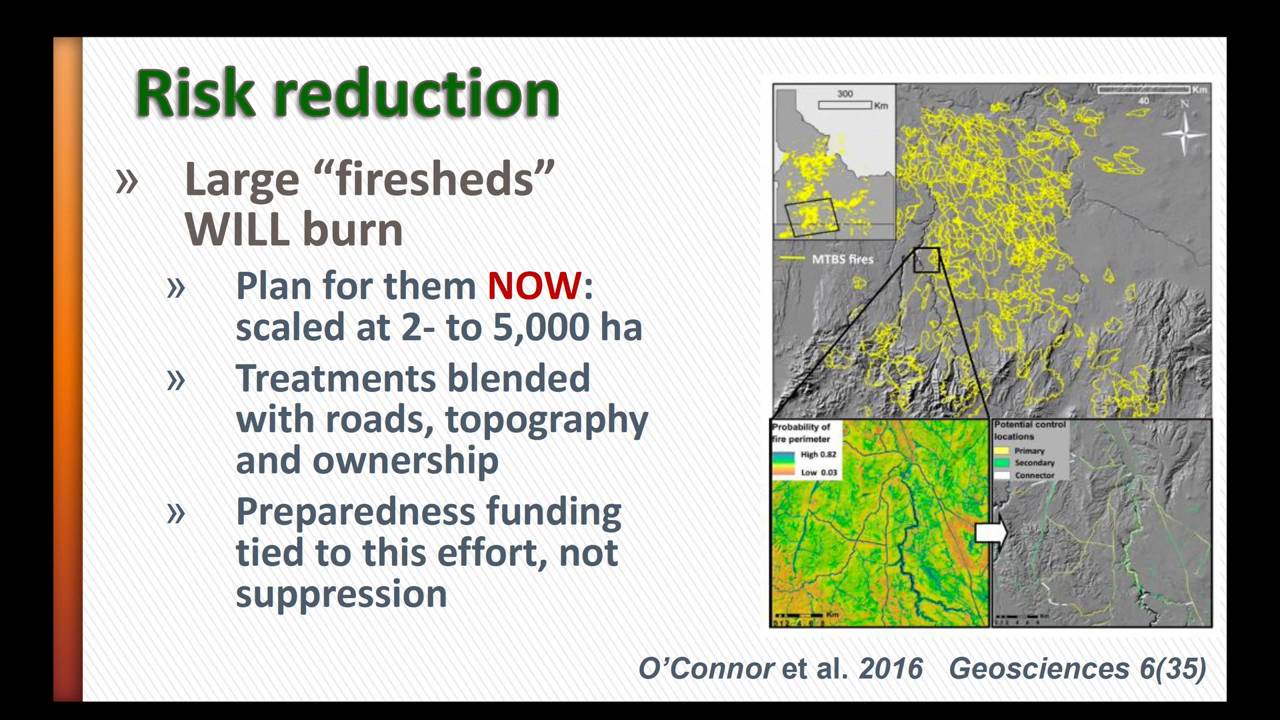 Risk reduction
» Large “firesheds”
WILL burn
» Plan for them NOW:
scaled at 2- to 5,000 ha
» Treatments blended
with roads, topography
and ownership
» Preparedness funding
tied to this effort, not
suppression
300
Km
Km
40
N
MTBS fires
Probability of
fire perimeter
High 0.82
Low 0.03
Km
Potential control
locations
Primary
Secondary
Connector
Km
O’Connor et al. 2016 Geosciences 6(35)